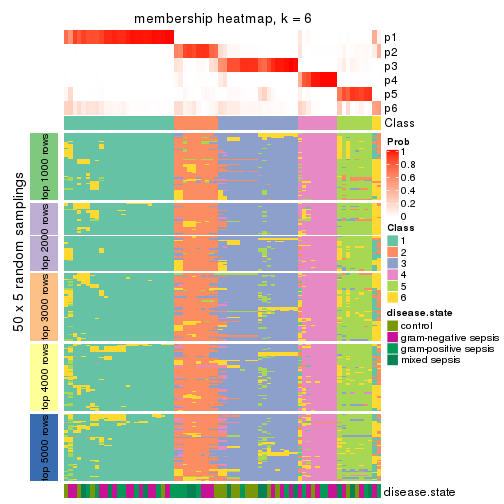 membership heatmap, k = 6
p1
p2
p3
p4
p5
p6
Class
50 x 5 random samplings
top 1000 rows
top 2000 rows
top 3000 rows
top 4000 rows
top 5000 rows
Prob
1
0.8
0.6
0.4
0.2
0
Class
1
2
3
4
5
6
disease.state
control
gram-negative sepsis
gram-positive sepsis
mixed sepsis
disease.state